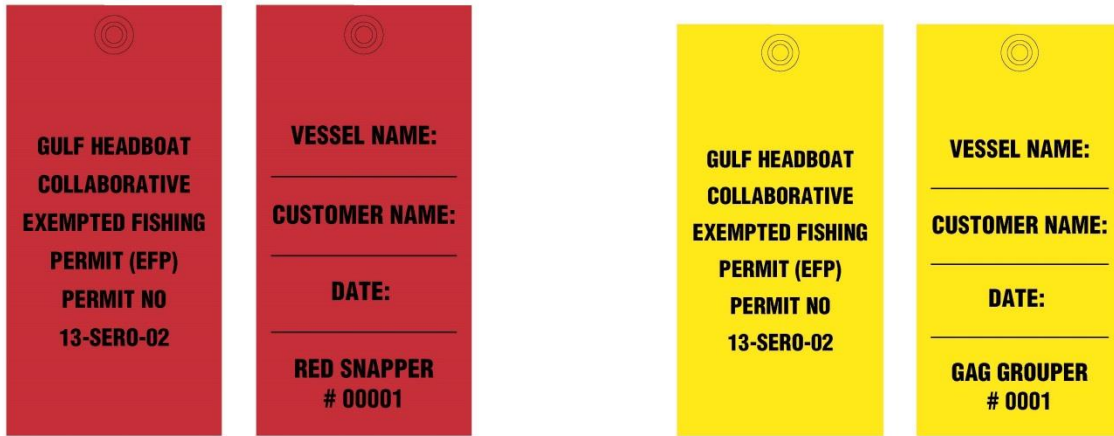 GULF HEADBOAT
COLLABORATIVE
EXEMPTED FISHING
PERMIT (EFP)
PERMIT NO
13-SERO-02
VESSEL NAME:
CUSTOMER NAME:
DATE:
RED SNAPPER
# 00001
GULF HEADBOAT
COLLABORATIVE
EXEMPTED FISHING
PERMIT (EFP)
PERMIT NO
13-SERO-02
VESSEL NAME:
CUSTOMER NAME:
DATE:
GAG GROUPER
# 0001